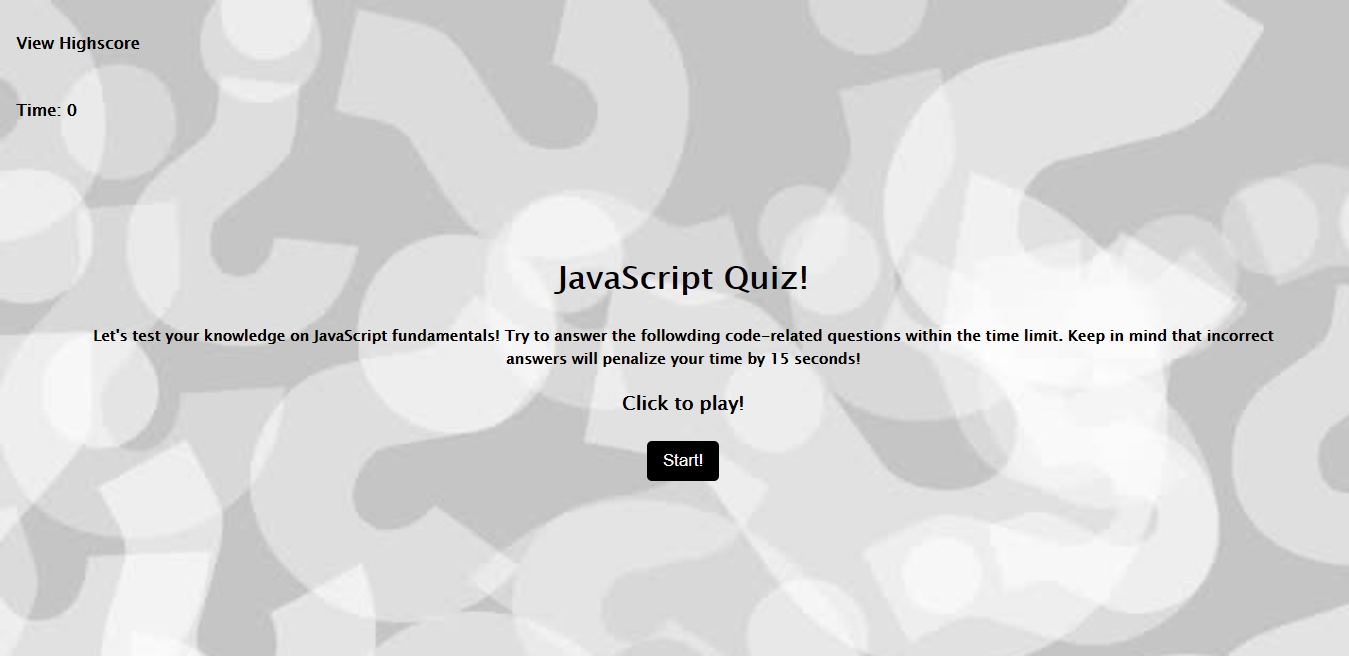 View Highscore
Time: 0
JavaScript Quiz!
Let's test your knowledge on JavaScript fundamentals! Try to answer the followding code-related questions within the time limit. Keep in mind that incorrect
answers will penalize your time by 15 seconds!
Click to play!
Start!